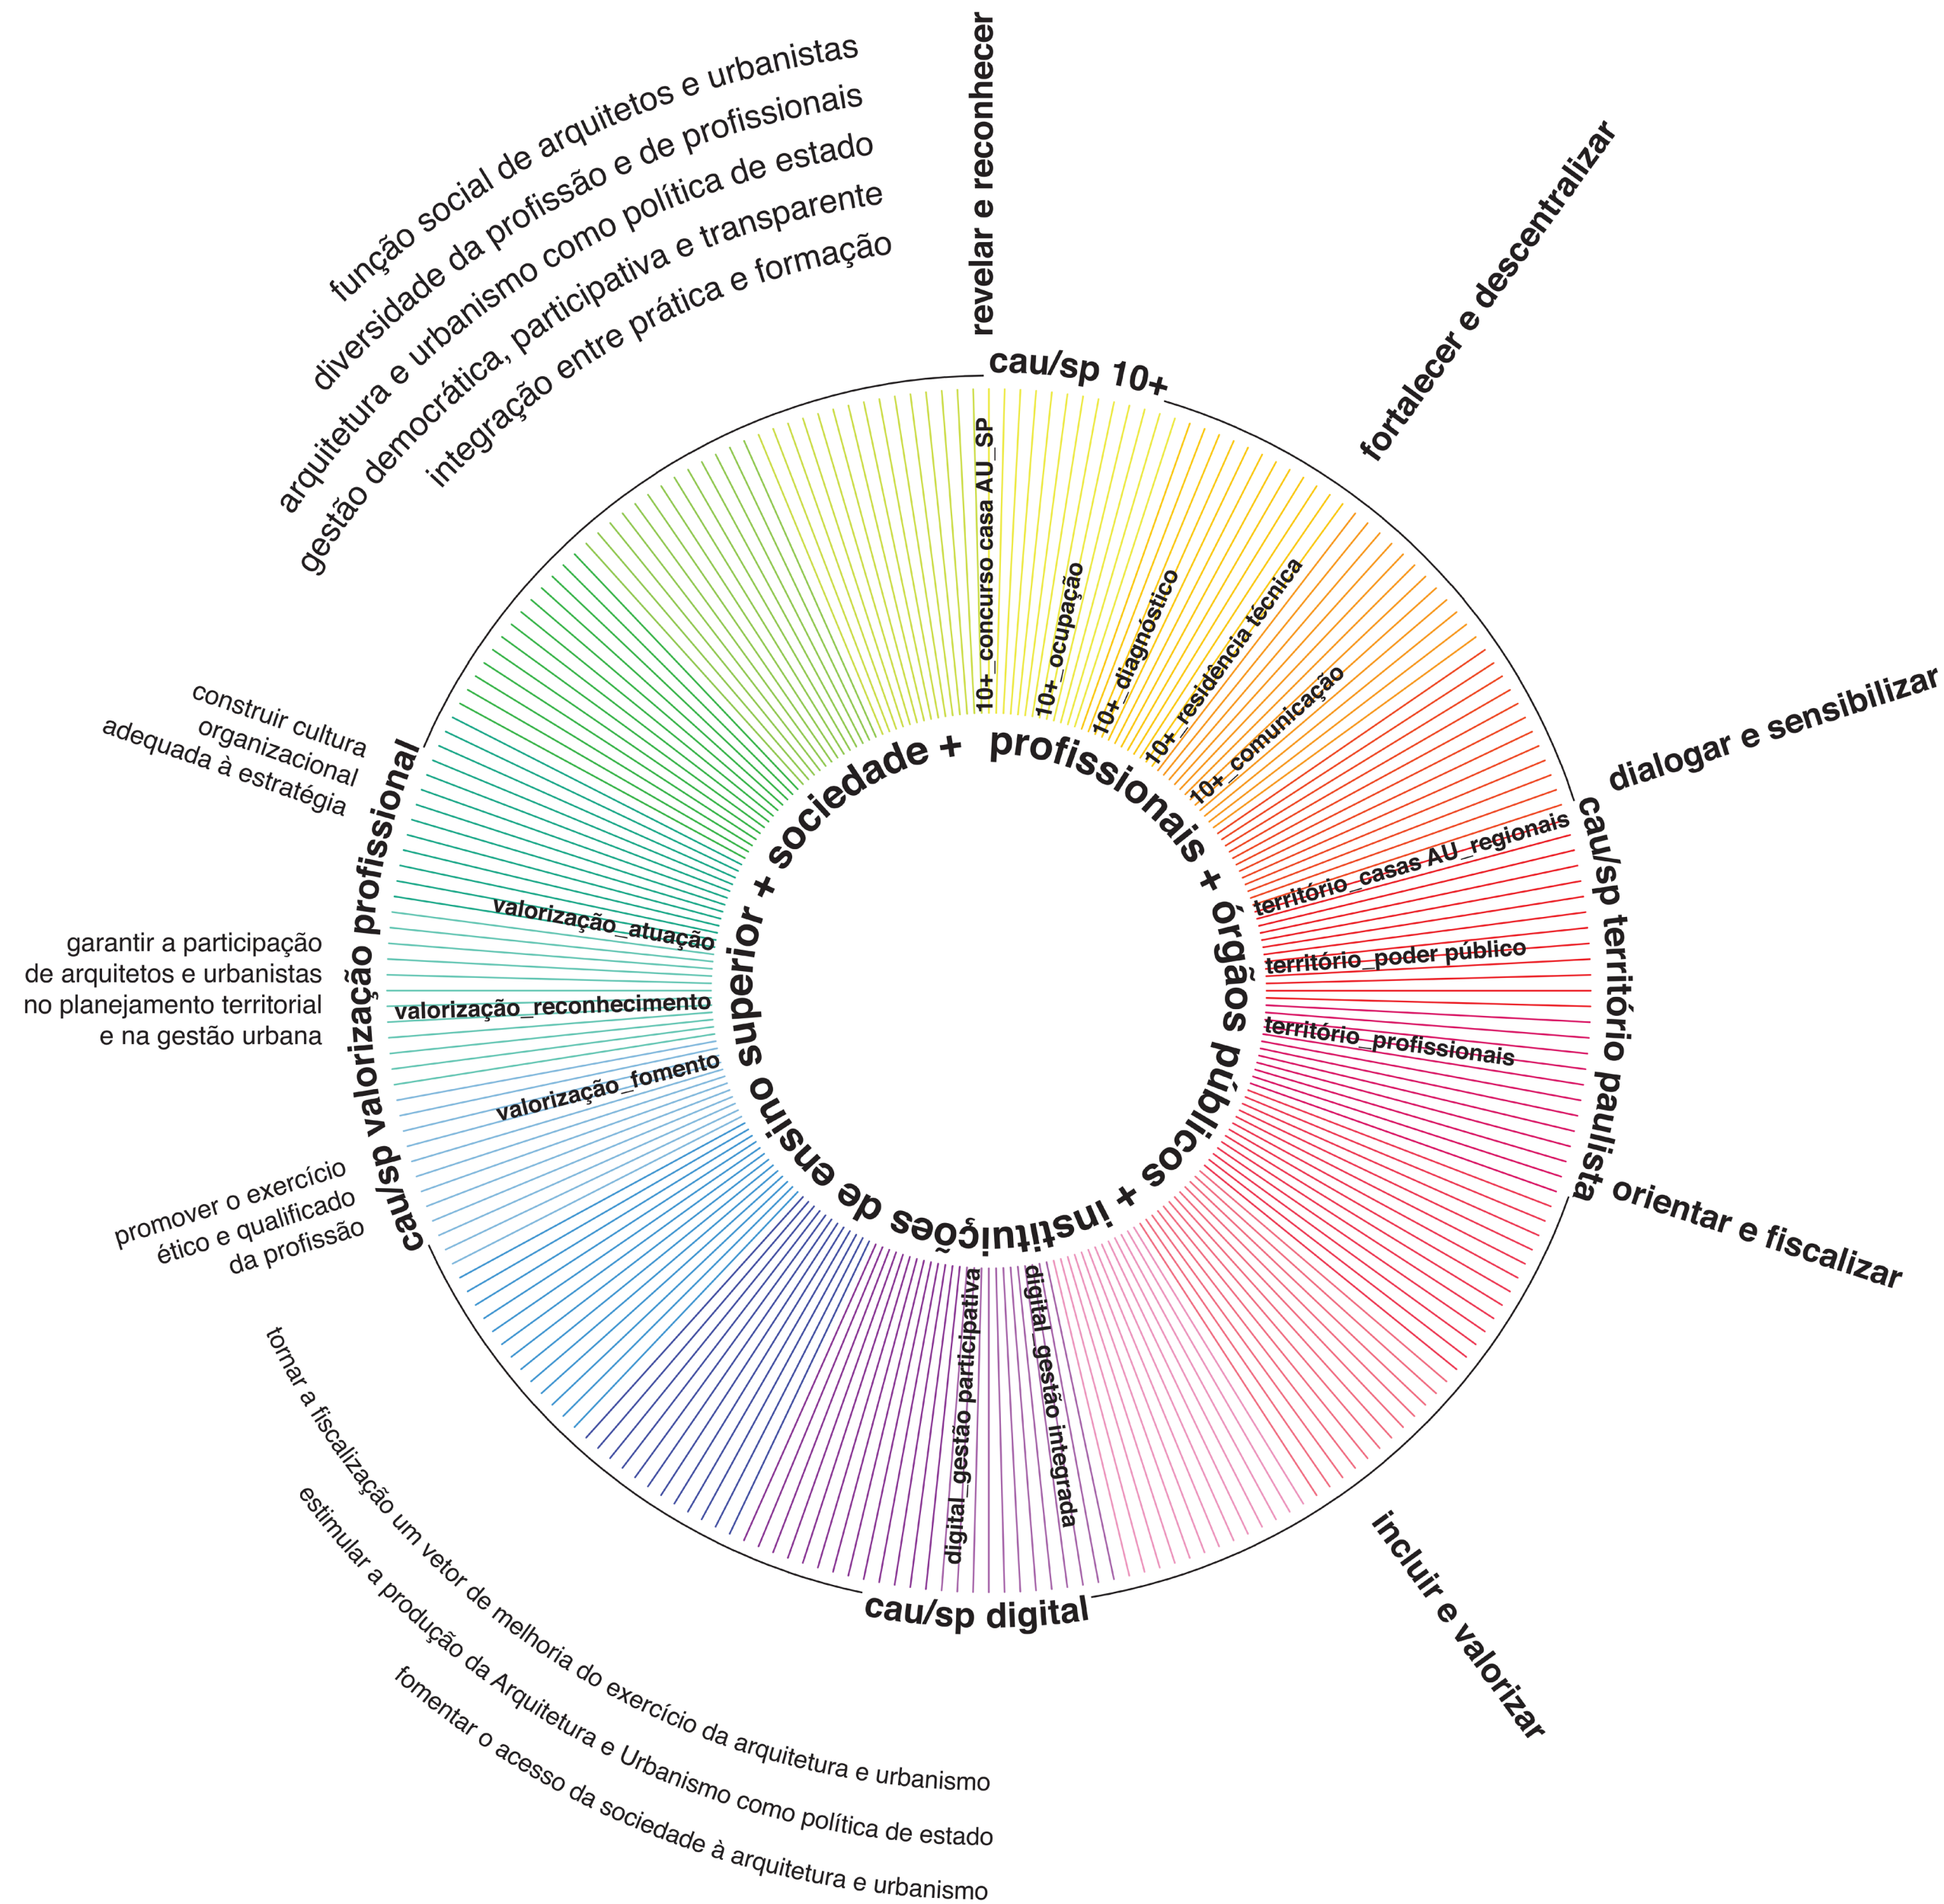 função social de arquitetos e urbanistas
diversidade da profissão e de profissionais
arquitetura e urbanismo como política de estado
gestão democrática, participativa e transparente
integração entre prática e formação
revelar e reconhecer
fortalecer e descentralizar
dialogar e sensibilizar
orientar e fiscalizar
incluir e valorizar
cau/sp 10+
10+_concurso casa AU_SP
10+_ocupação
10+_diagnóstico
10+_residência técnica
10+_comunicação
cau/sp território paulista
território_casas AU_regionais
território_poder público
território_profissionais
cau/sp digital
digital_gestão integrada
digital_gestão participativa
cau/sp valorização profissional
valorização_fomento
valorização_reconhecimento
valorização_atuação
profissionais + órgãos públicos + instituições de ensino superior + sociedade +
construir cultura
organizacional
adequada à estratégia
garantir a participação
de arquitetos e urbanistas
no planejamento territorial
e na gestão urbana
promover o exercício
ético e qualificado
da profissão
tornar a fiscalização um vetor de melhoria do exercício da arquitetura e urbanismo
estimular a produção da Arquitetura e Urbanismo como política de estado
fomentar o acesso da sociedade à arquitetura e urbanismo